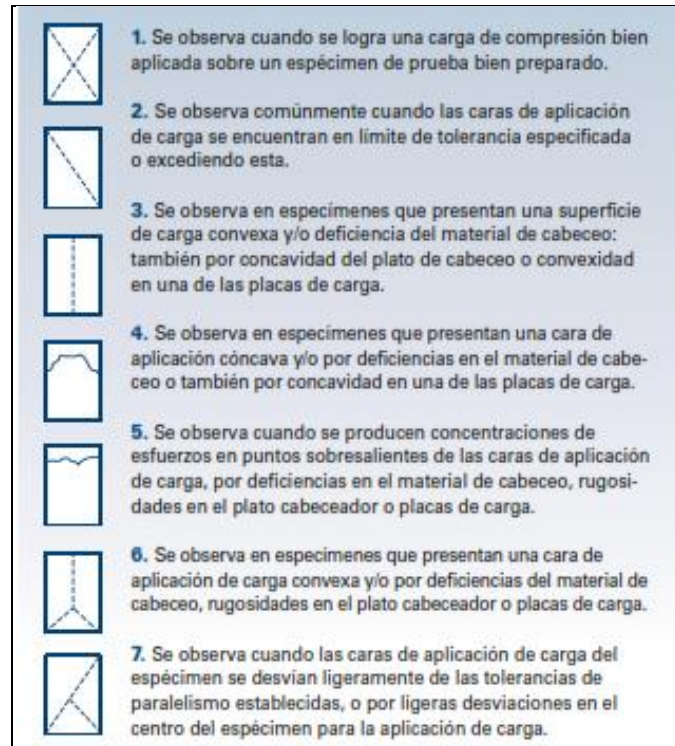 1. Se observa cuando se logra una carga de compresión bien
aplicada sobre un espécimen de prueba bien preparado.
2. Se observa comúnmente cuando las caras de aplicación
de carga se encuentran en límite de tolerancia especificada
o excediendo esta.
3. Se observa en especímenes que presentan una superficie
de carga convexa y/o deficiencia del material de cabeceo:
también por concavidad del plato de cabeceo o convexidad
en una de las placas de carga.
4. Se observa en especímenes que presentan una cara de
aplicación cóncava y/o por deficiencias en el material de cabe-
ceo o también por concavidad en una de las placas de carga.
5. Se observa cuando se producen concentraciones de
esfuerzos en puntos sobresalientes de las caras de aplicación
de carga, por deficiencias en el material de cabeceo, rugosi-
dades en el plato cabeceador o placas de carga.
6. Se observa en especímenes que presentan una cara de
aplicación de carga convexa y/o por deficiencias del material de
cabeceo, rugosidades en el plato cabeceador o placas de carga.
7. Se observa cuando las caras de aplicación de carga del
espécimen se desvían ligeramente de las tolerancias de
paralelismo establecidas, o por ligeras desviaciones en el
centro del espécimen para la aplicación de carga.